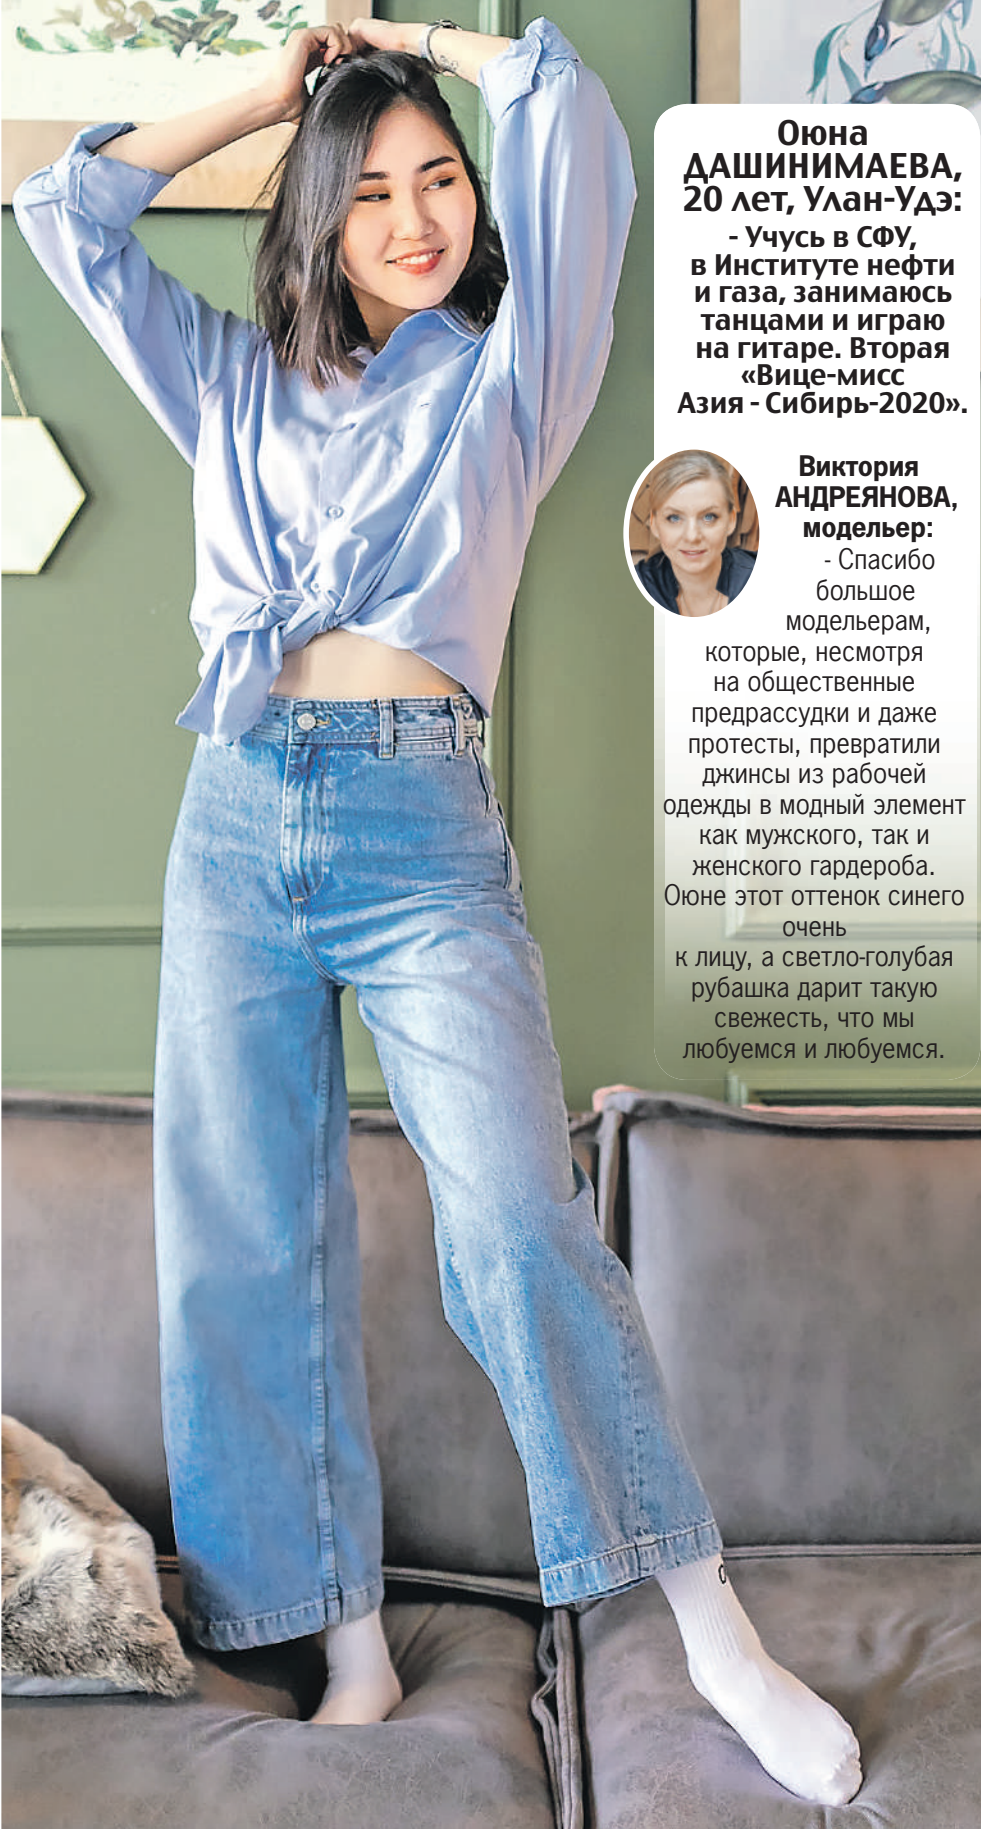 Оюна
ДАШИНИМАЕВА,
20 лет, Улан-Удэ:
- Учусь в СФУ,
в Институте нефти
и газа, занимаюсь
танцами и играю
на гитаре. Вторая
«Вице-мисс
Азия - Сибирь-2020».
Виктория
АНДРЕЯНОВА,
модельер:
- Спасибо
большое
модельерам,
которые, несмотря
на общественные
предрассудки и даже
протесты, превратили
джинсы из рабочей
одежды в модный элемент
как мужского, так и
женского гардероба.
Оюне этот оттенок синего
очень
к лицу, а светло-голубая
рубашка дарит такую
свежесть, что мы
любуемся и любуемся.